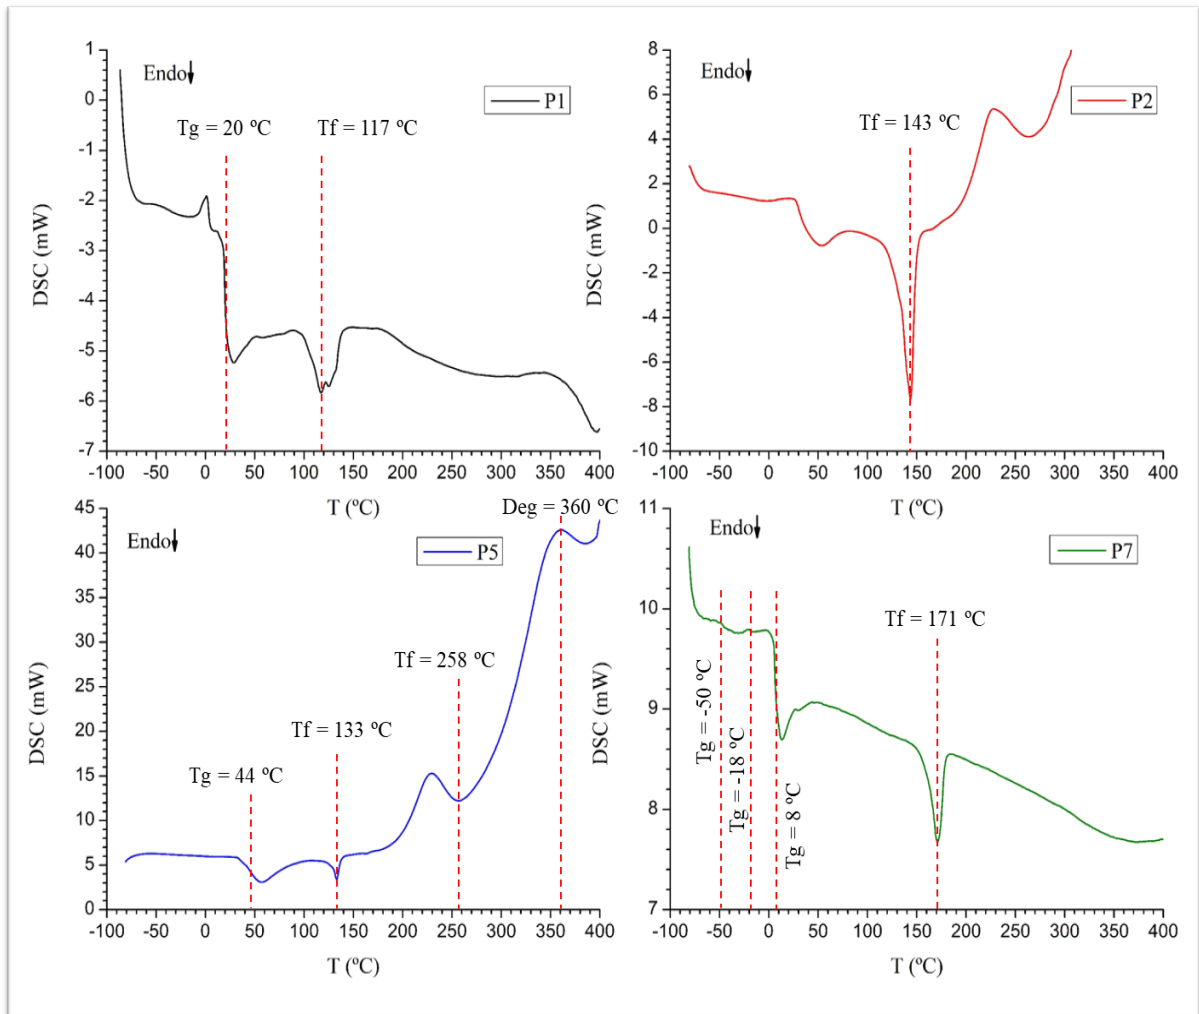 Endo
P1
Tg = 20 ºC
Tf = 117 ºC
DSC (mW)
1
0
-1
-2
-3
-4
-5
-6
-7
-100 -50 0 50 100 150 200 250 300 350 400
T (ºC)
Endo
P2
Tf = 143 ºC
DSC (mW)
8
6
4
2
0
-2
-4
-6
-8
-10
-100 -50 0 50 100 150 200 250 300 350 400
T (ºC)
Endo
P5
Deg = 360 ºC
Tf = 258 ºC
Tf = 133 ºC
Tg = 44 ºC
DSC (mW)
45
40
35
30
25
20
15
10
5
0
-100 -50 0 50 100 150 200 250 300 350 400
T (ºC)
Endo
P7
Tf = 171 ºC
Tg = -50 ºC
Tg = -18 ºC
Tg = 8 ºC
DSC (mW)
11
10
9
8
7
-100 -50 0 50 100 150 200 250 300 350 400
T (ºC)